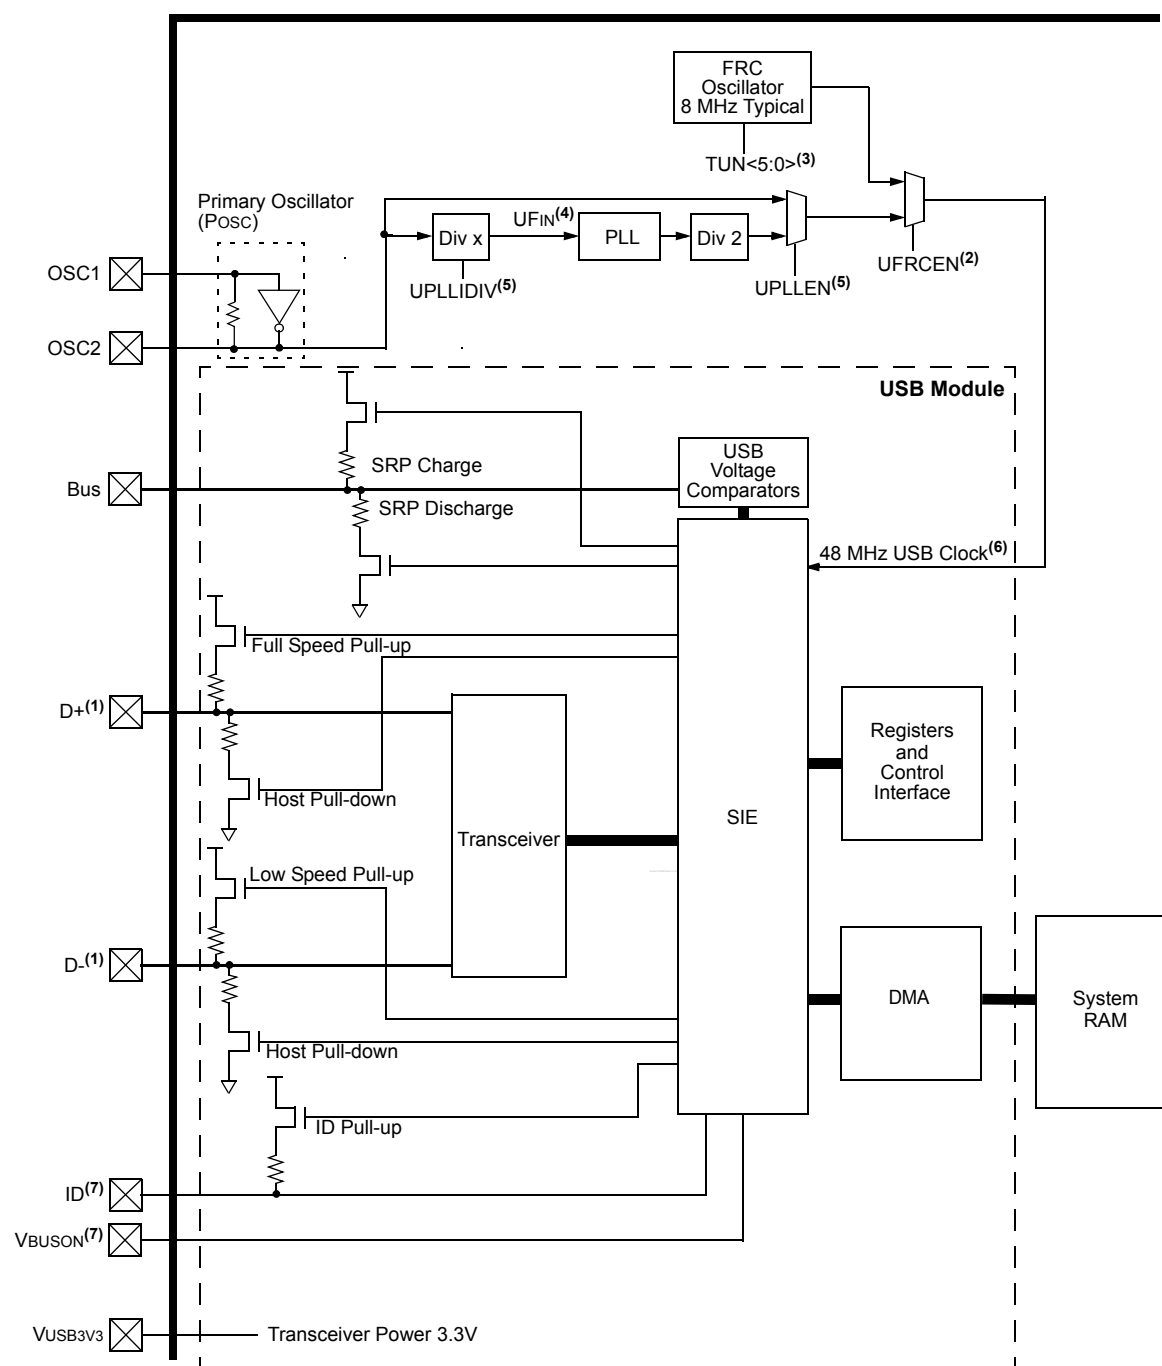 FRC
Oscillator
8 MHz Typical
TUN<5:0>(3)
Primary Oscillator
(POSC)
UFIN(4)
Div x
PLL
Div 2
UFRCEN(2)
OSC1
UPLLIDIV(5)
UPLLEN(5)
OSC2
USB Module
USB
Voltage
Comparators
SRP Charge
Bus
SRP Discharge
48 MHz USB Clock(6)
Full Speed Pull-up
D+(1)
Registers
and
Control
Interface
Host Pull-down
SIE
Transceiver
Low Speed Pull-up
D-(1)
DMA
System
RAM
Host Pull-down
ID Pull-up
ID(7)
VBUSON(7)
VUSB3V3
Transceiver Power 3.3V